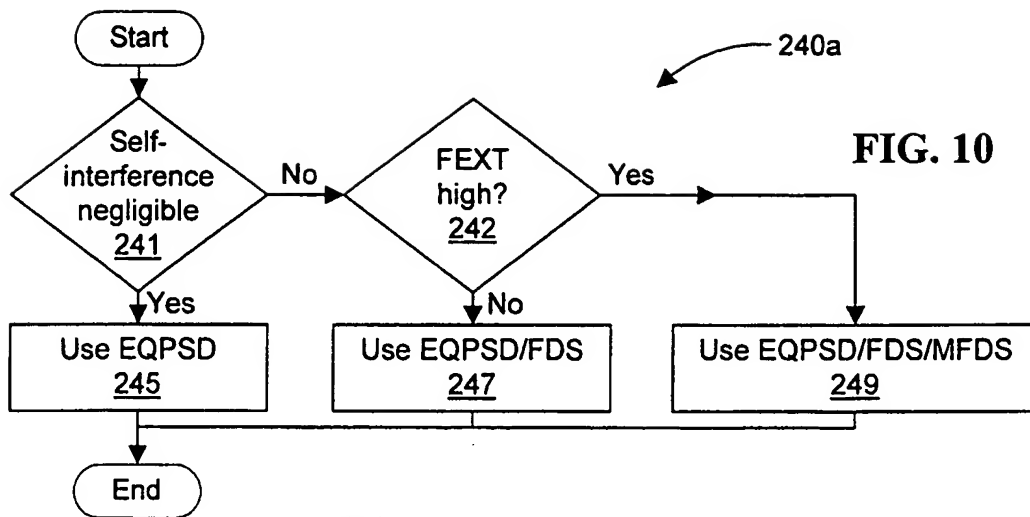 Start
240a
FIG. 10
Self-
interference
negligible
241
No
FEXT
high?
242
Yes
Yes
No
Use EQPSD
245
Use EQPSD/FDS
247
Use EQPSD/FDS/MFDS
249
End